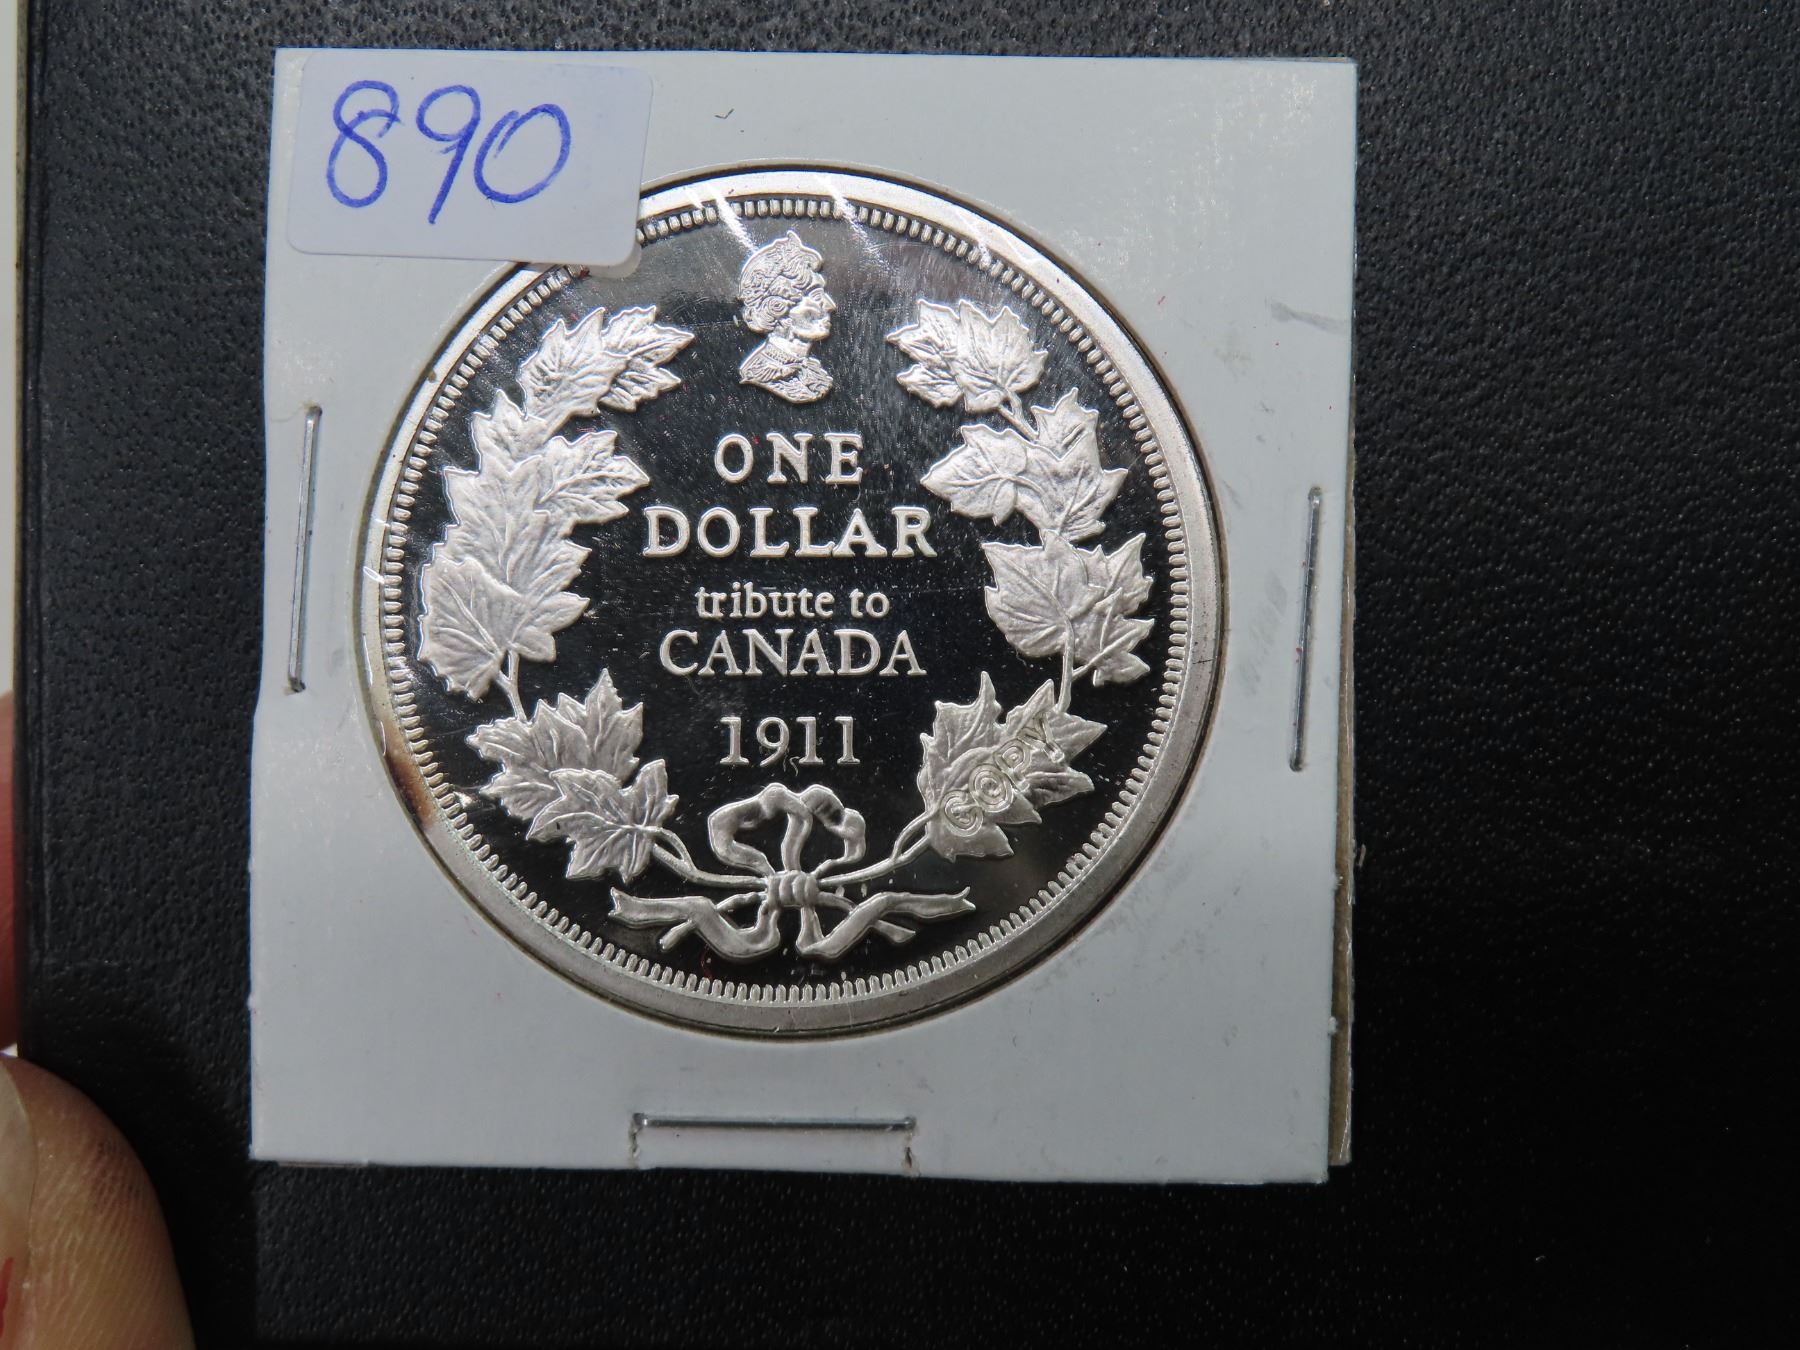 890
ONE
DOLLAR
tribute to
CANADA
1911
COPY